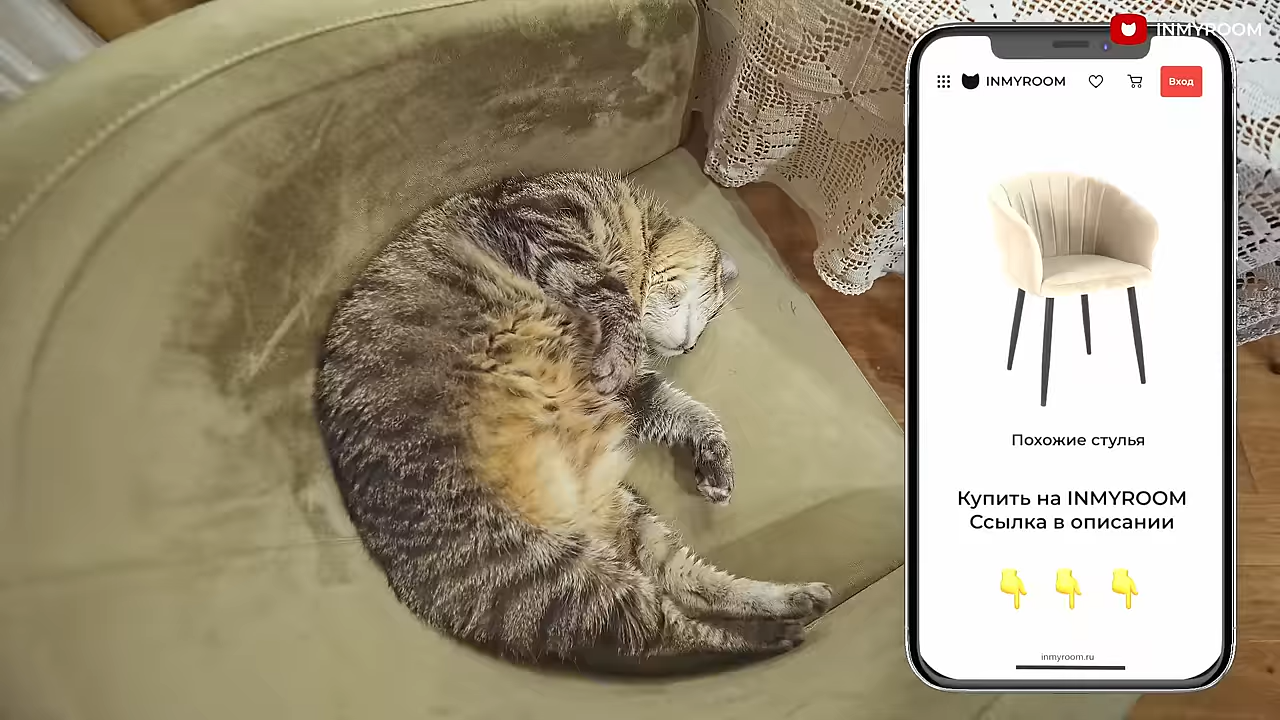 INMYROOM
INMYROOM
Вход
Похожие стулья
Купить на INMYROOM
Ссылка в описании
inmyroom.ru